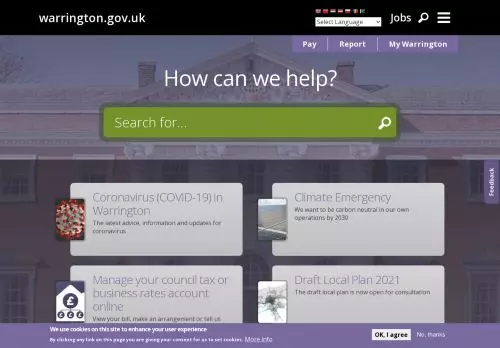 warrington.gov.uk
Select Language
Jobs
Pay
Report
My Warrington
How can we help?
Search for...
Feedback
Coronavirus (COVID-19) in
Warrington
The latest advice, information and updates for
coronavirus
Climate Emergency
We want to be carbon neutral in our own
operations by 2030
Manage your council tax or
business rates account
online
View your bill, make an arrangement or tell us
Draft Local Plan 2021
The draft local plan is now open for consultation
We use cookies on this site to enhance your user experience
By clicking any link on this page you are giving your consent for us to set cookies. More info
OK, I agree
No, thanks